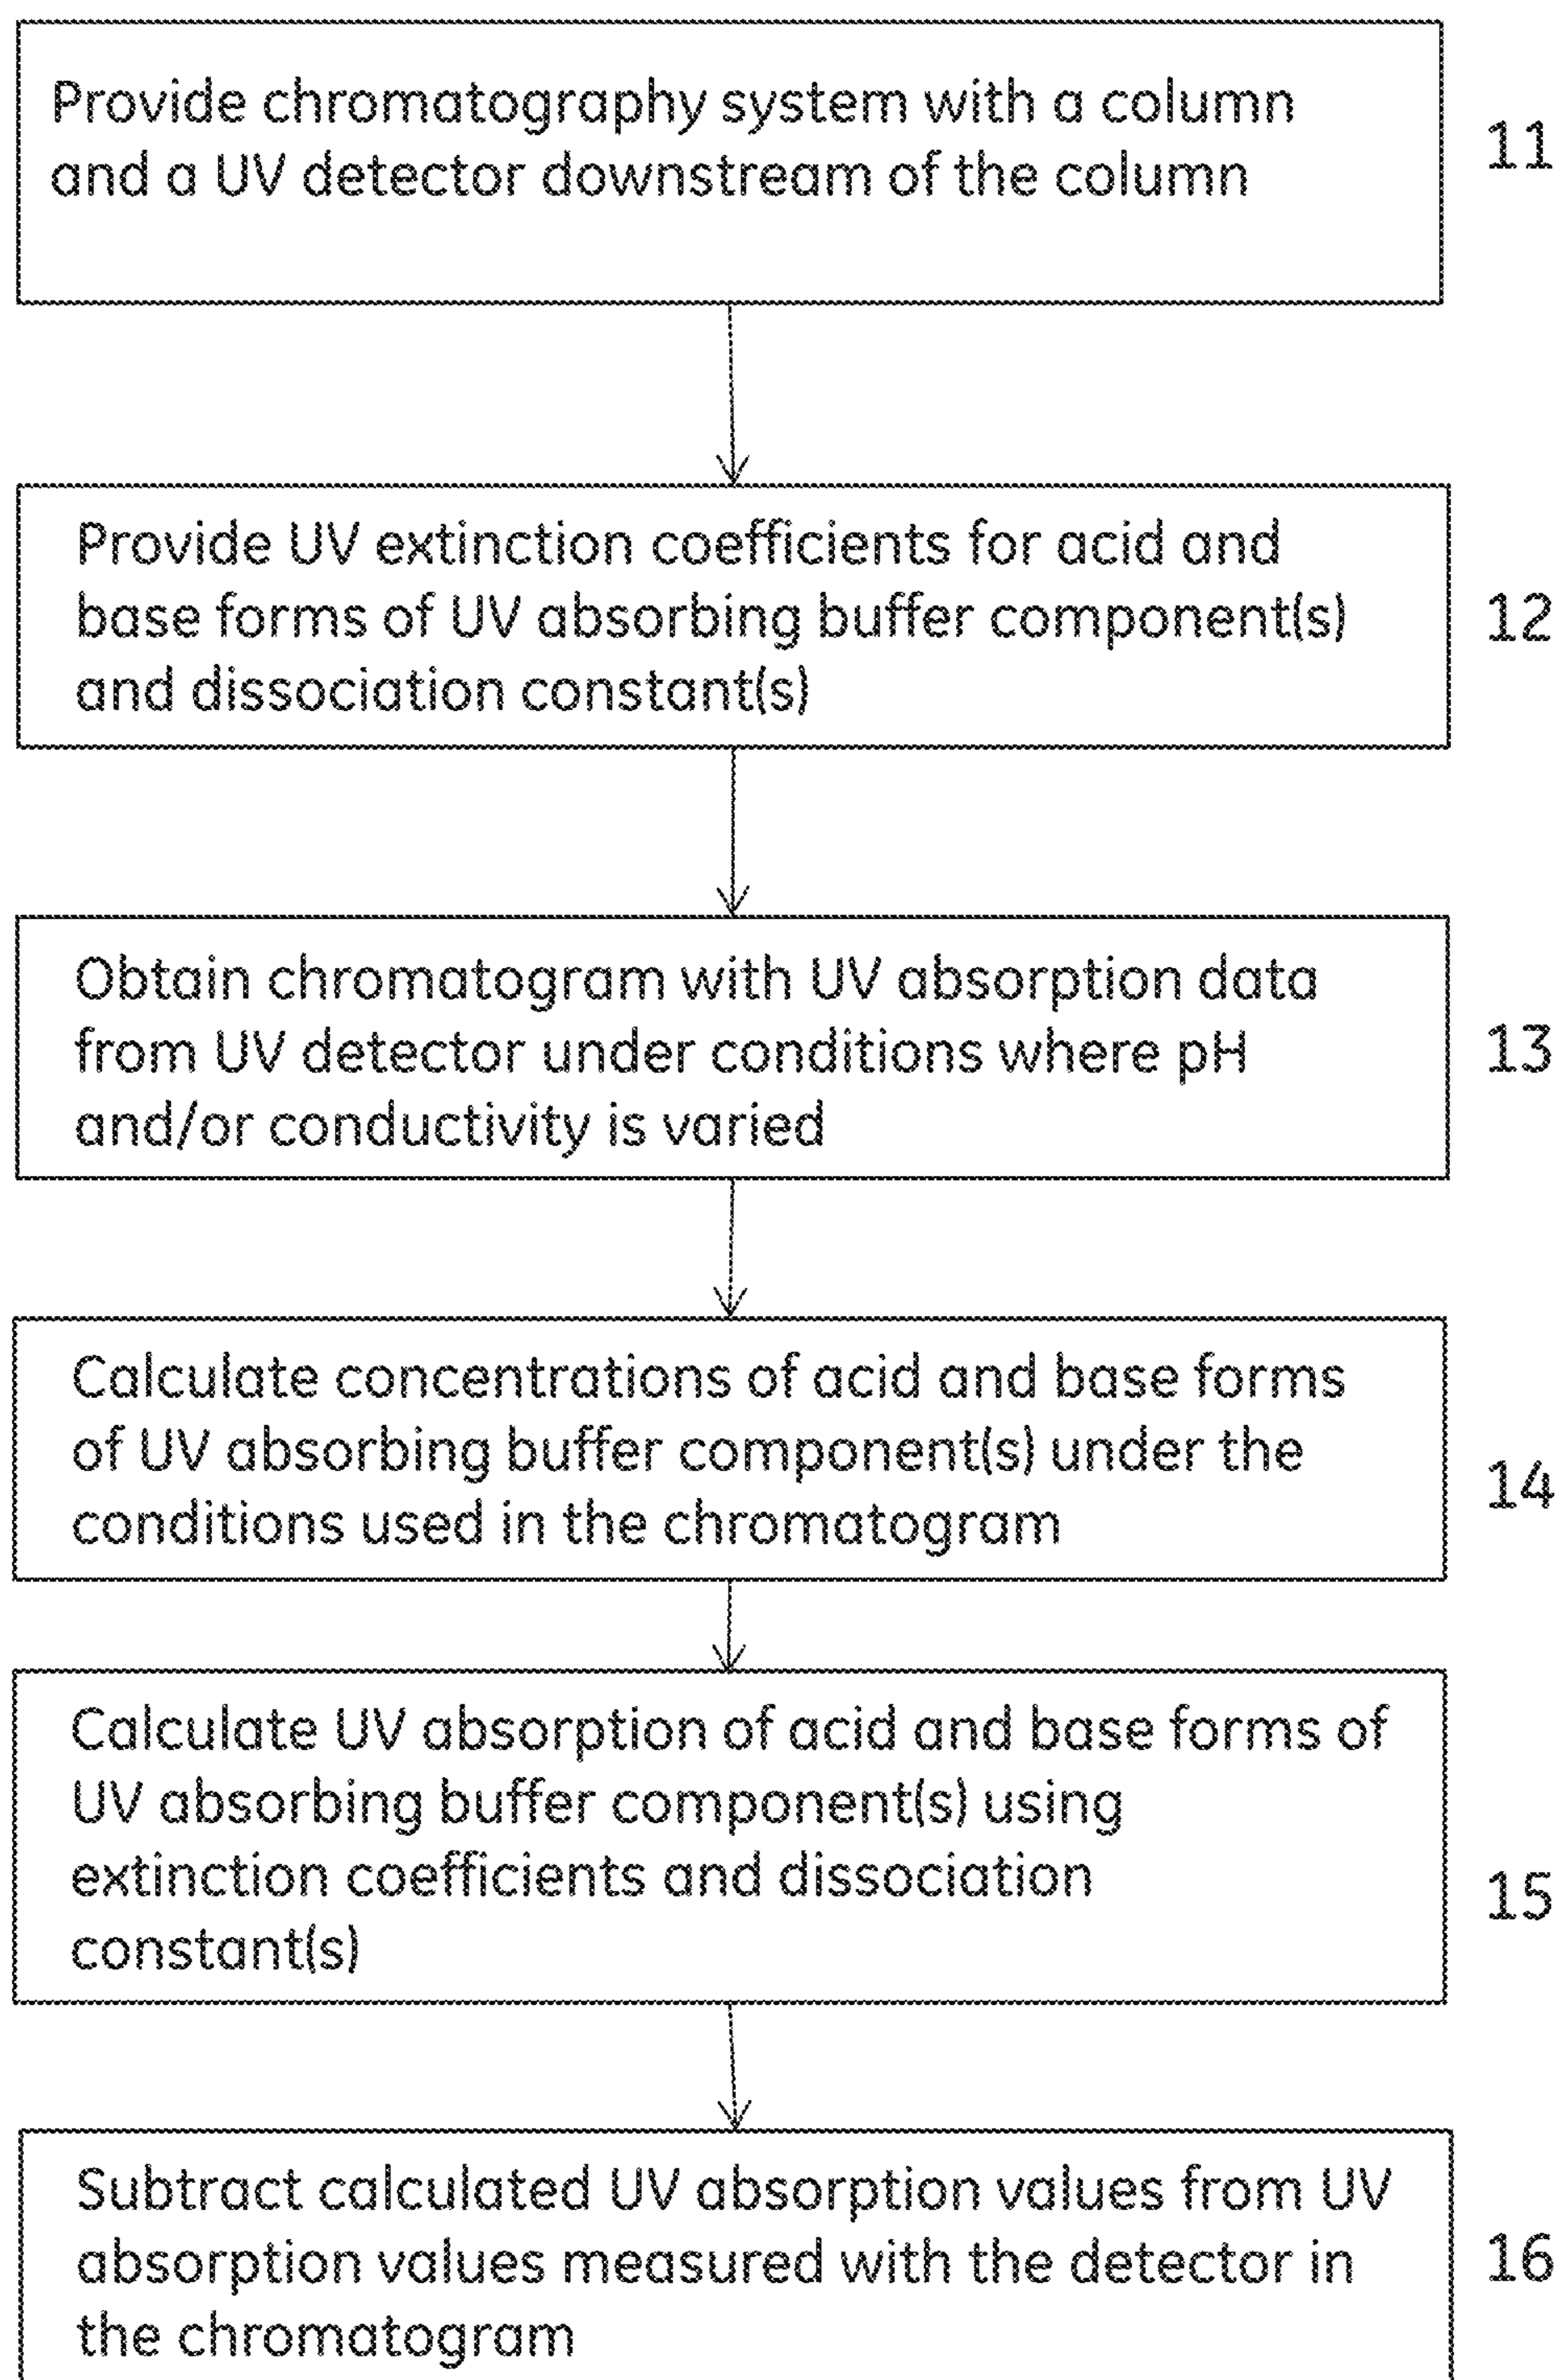 Provide chromatography system with a column
and a UV detector downstream of the column
11
Provide UV extinction coefficients for acid and
base forms of UV absorbing buffer component(s)
and dissociation constant(s)
12
Obtain chromatogram with UV absorption data
from UV detector under conditions where pH
and/or conductivity is varied
13
Calculate concentrations of acid and base forms
of UV absorbing buffer component(s) under the
conditions used in the chromatogram
14
Calculate UV absorption of acid and base forms of
UV absorbing buffer component(s) using
extinction coefficients and dissociation
constant(s)
15
Subtract calculated UV absorption values from UV
absorption values measured with the detector in
the chromatogram
16